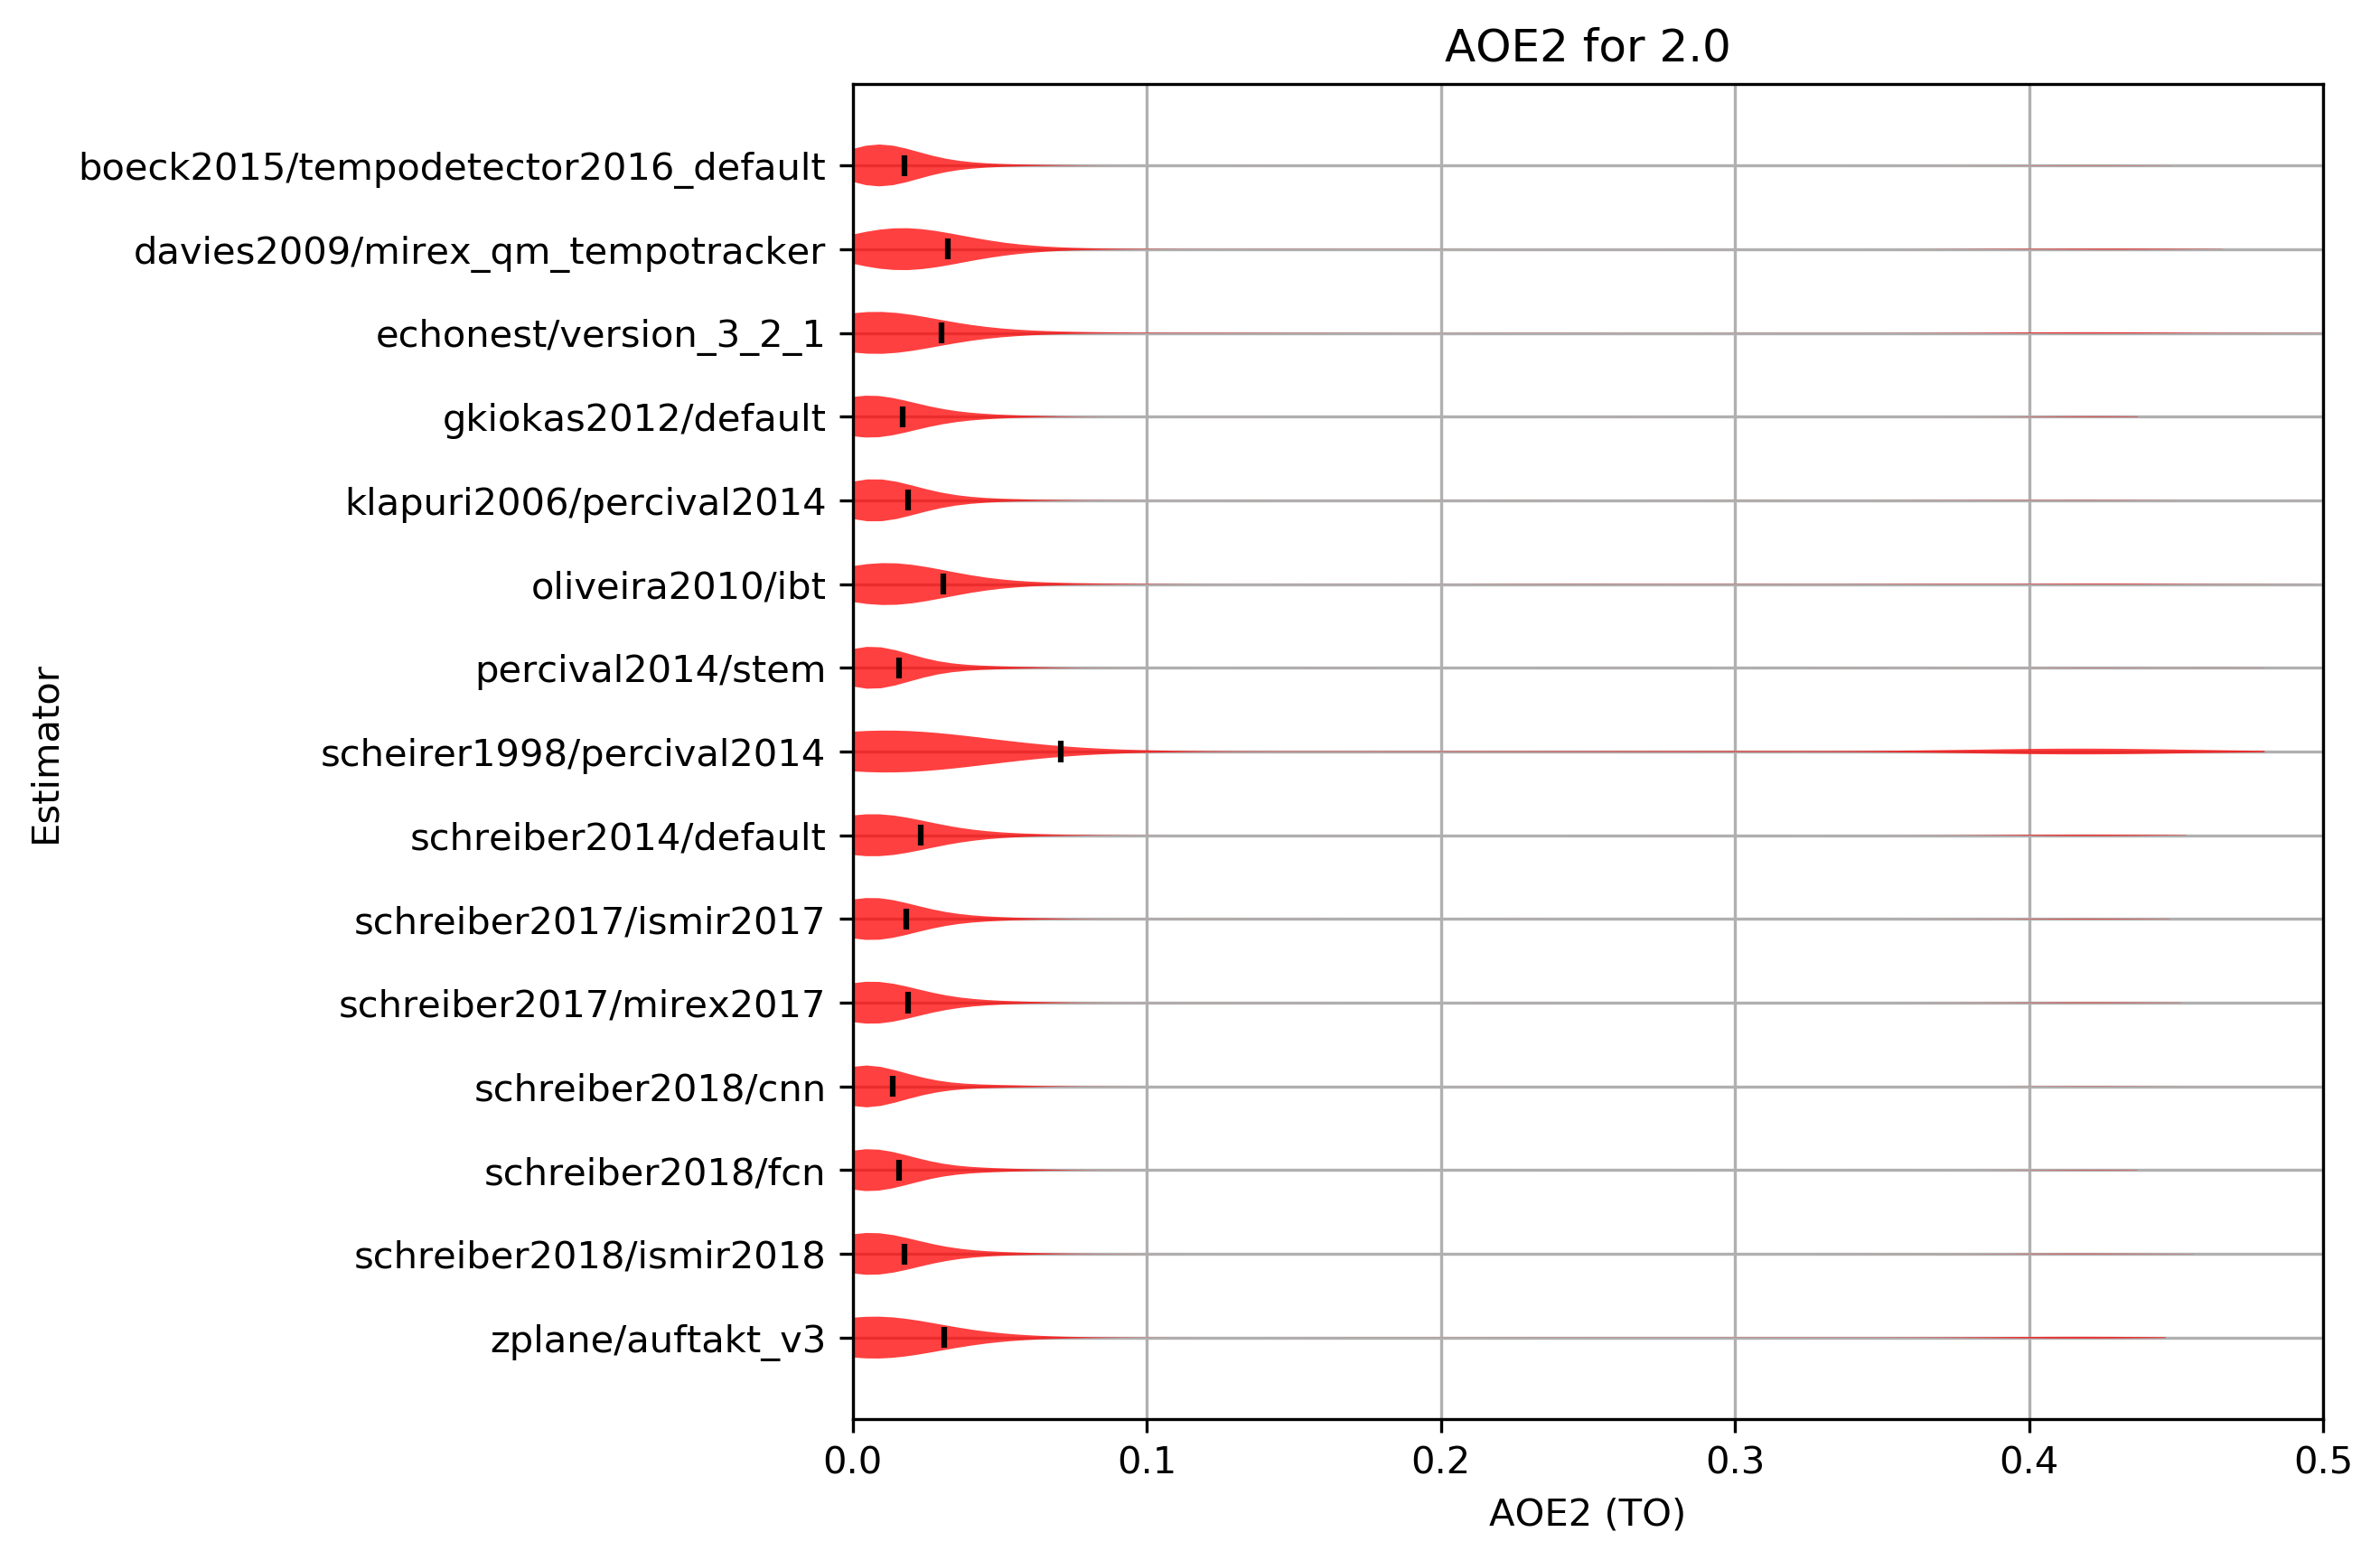 AOE2 for 2.0
boeck2015/tempodetector2016_default
davies2009/mirex_qm_tempotracker
echonest/version_3_2_1
gkiokas2012/default
klapuri2006/percival2014
oliveira2010/ibt
percival2014/stem
scheirer1998/percival2014
schreiber2014/default
schreiber2017/ismir2017
schreiber2017/mirex2017
schreiber2018/cnn
schreiber2018/fcn
schreiber2018/ismir2018
zplane/auftakt_v3
Estimator
0.0 0.1 0.2 0.3 0.4 0.5
AOE2 (TO)